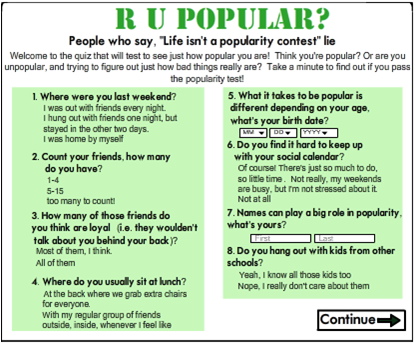 R U POPULAR?
People who say, "Life isn't a popularity contest" lie
Welcome to the quiz that will test to see just how popular you are! Think you're popular? Or are you
unpopular, and trying to figure out just how bad things really are? Take a minute to find out if you pass
the popularity test!
1. Where were you last weekend?
I was out with friends every night.
I hung out with friends one night, but
stayed in the other two days.
I was home by myself
2. Count your friends, how many
do you have?
1-4
5-15
too many to count!
3. How many of those friends do
you think are loyal (i.e. they wouldn't
talk about you behind your back)?
Most of them, I think.
All of them
4. Where do you usually sit at lunch?
At the back where we grab extra chairs
for everyone.
With my regular group of friends
outside, inside, whenever I feel like
5. What it takes to be popular is
different depending on your age,
what's your birth date?
MM DD YYYY
6. Do you find it hard to keep up
with your social calendar?
Of course! There's just so much to do,
so little time. Not really, my weekends
are busy, but I'm not stressed about it.
Not at all
7. Names can play a big role in popularity,
what's yours?
First Last
8. Do you hang out with kids from other
schools?
Yeah, I know all those kids too
Nope, I really don't care about them
Continue